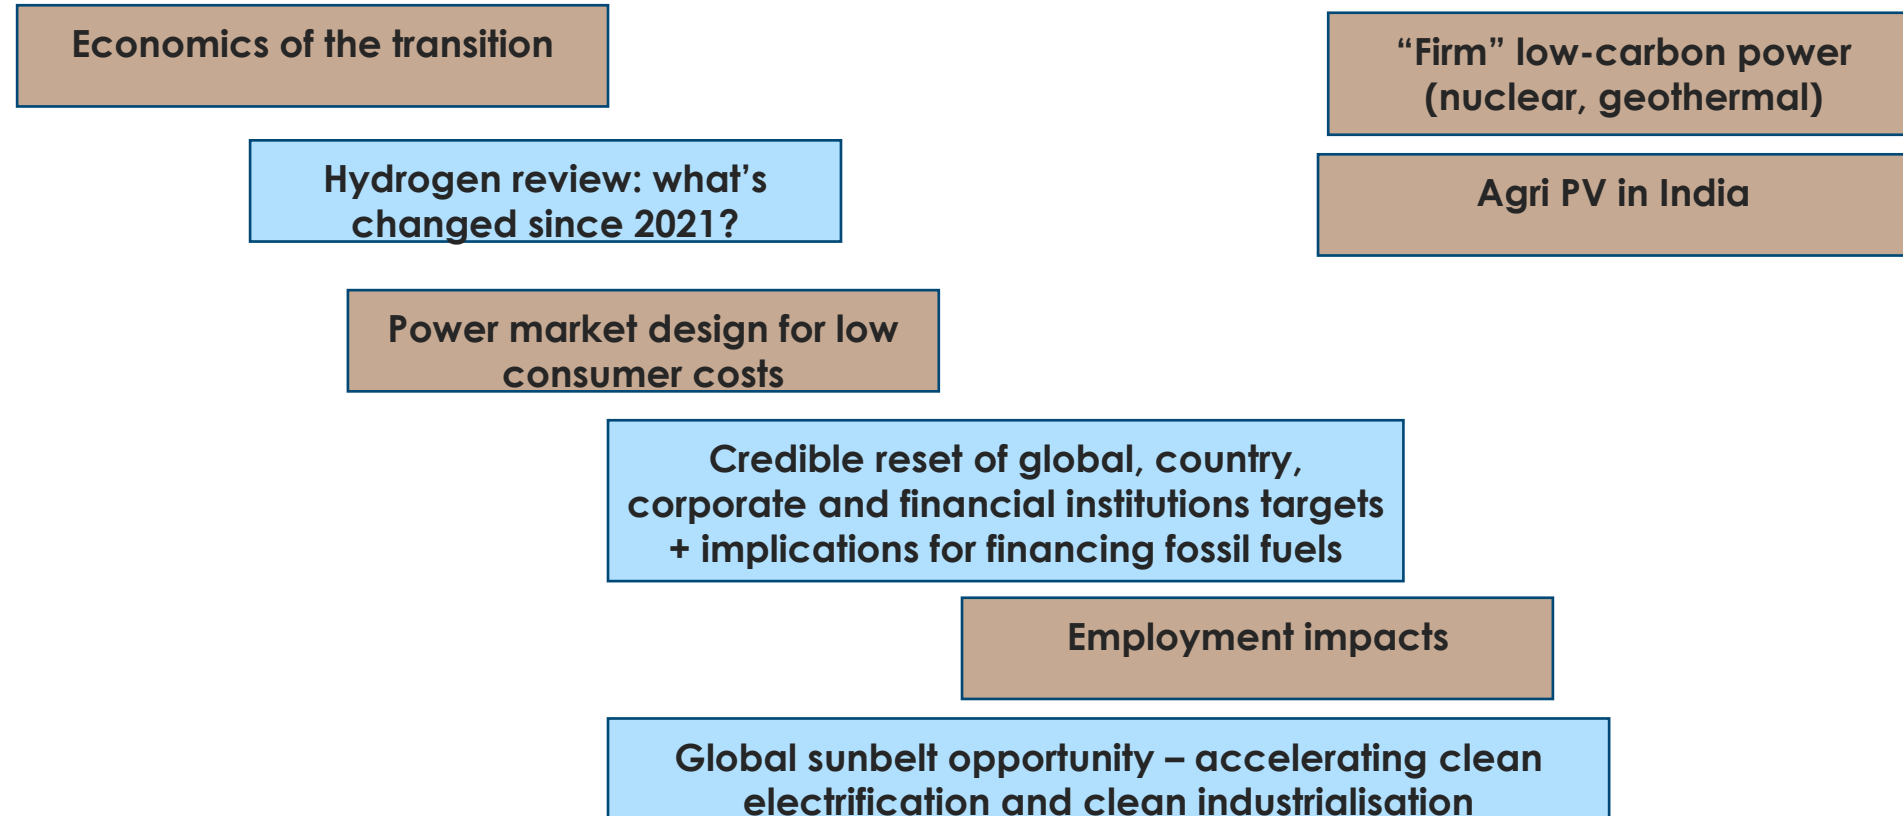 Economics of the transition
“Firm” low-carbon power
(nuclear, geothermal)
Hydrogen review: what’s
changed since 2021?
Agri PV in India
Power market design for low
consumer costs
Credible reset of global, country,
corporate and financial institutions targets
+ implications for financing fossil fuels
Employment impacts
Global sunbelt opportunity – accelerating clean
electrification and clean industrialisation